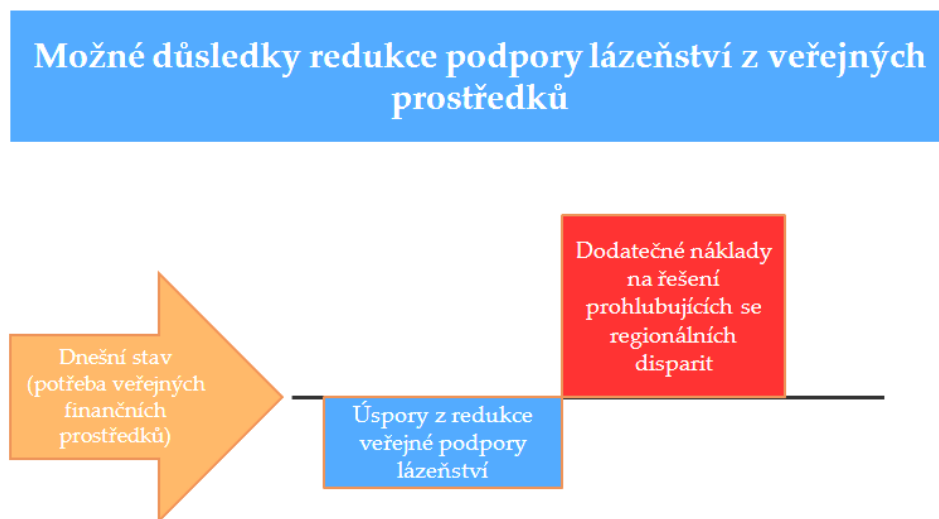 Možné důsledky redukce podpory lázeňství z veřejných
prostředků
Dodatečné náklady
na řešení
prohlubujících se
regionálních
disparit
Dnešní stav
(potřeba veřejných
finančních
prostředků)
Úspory z redukce
veřejné podpory
lázeňství